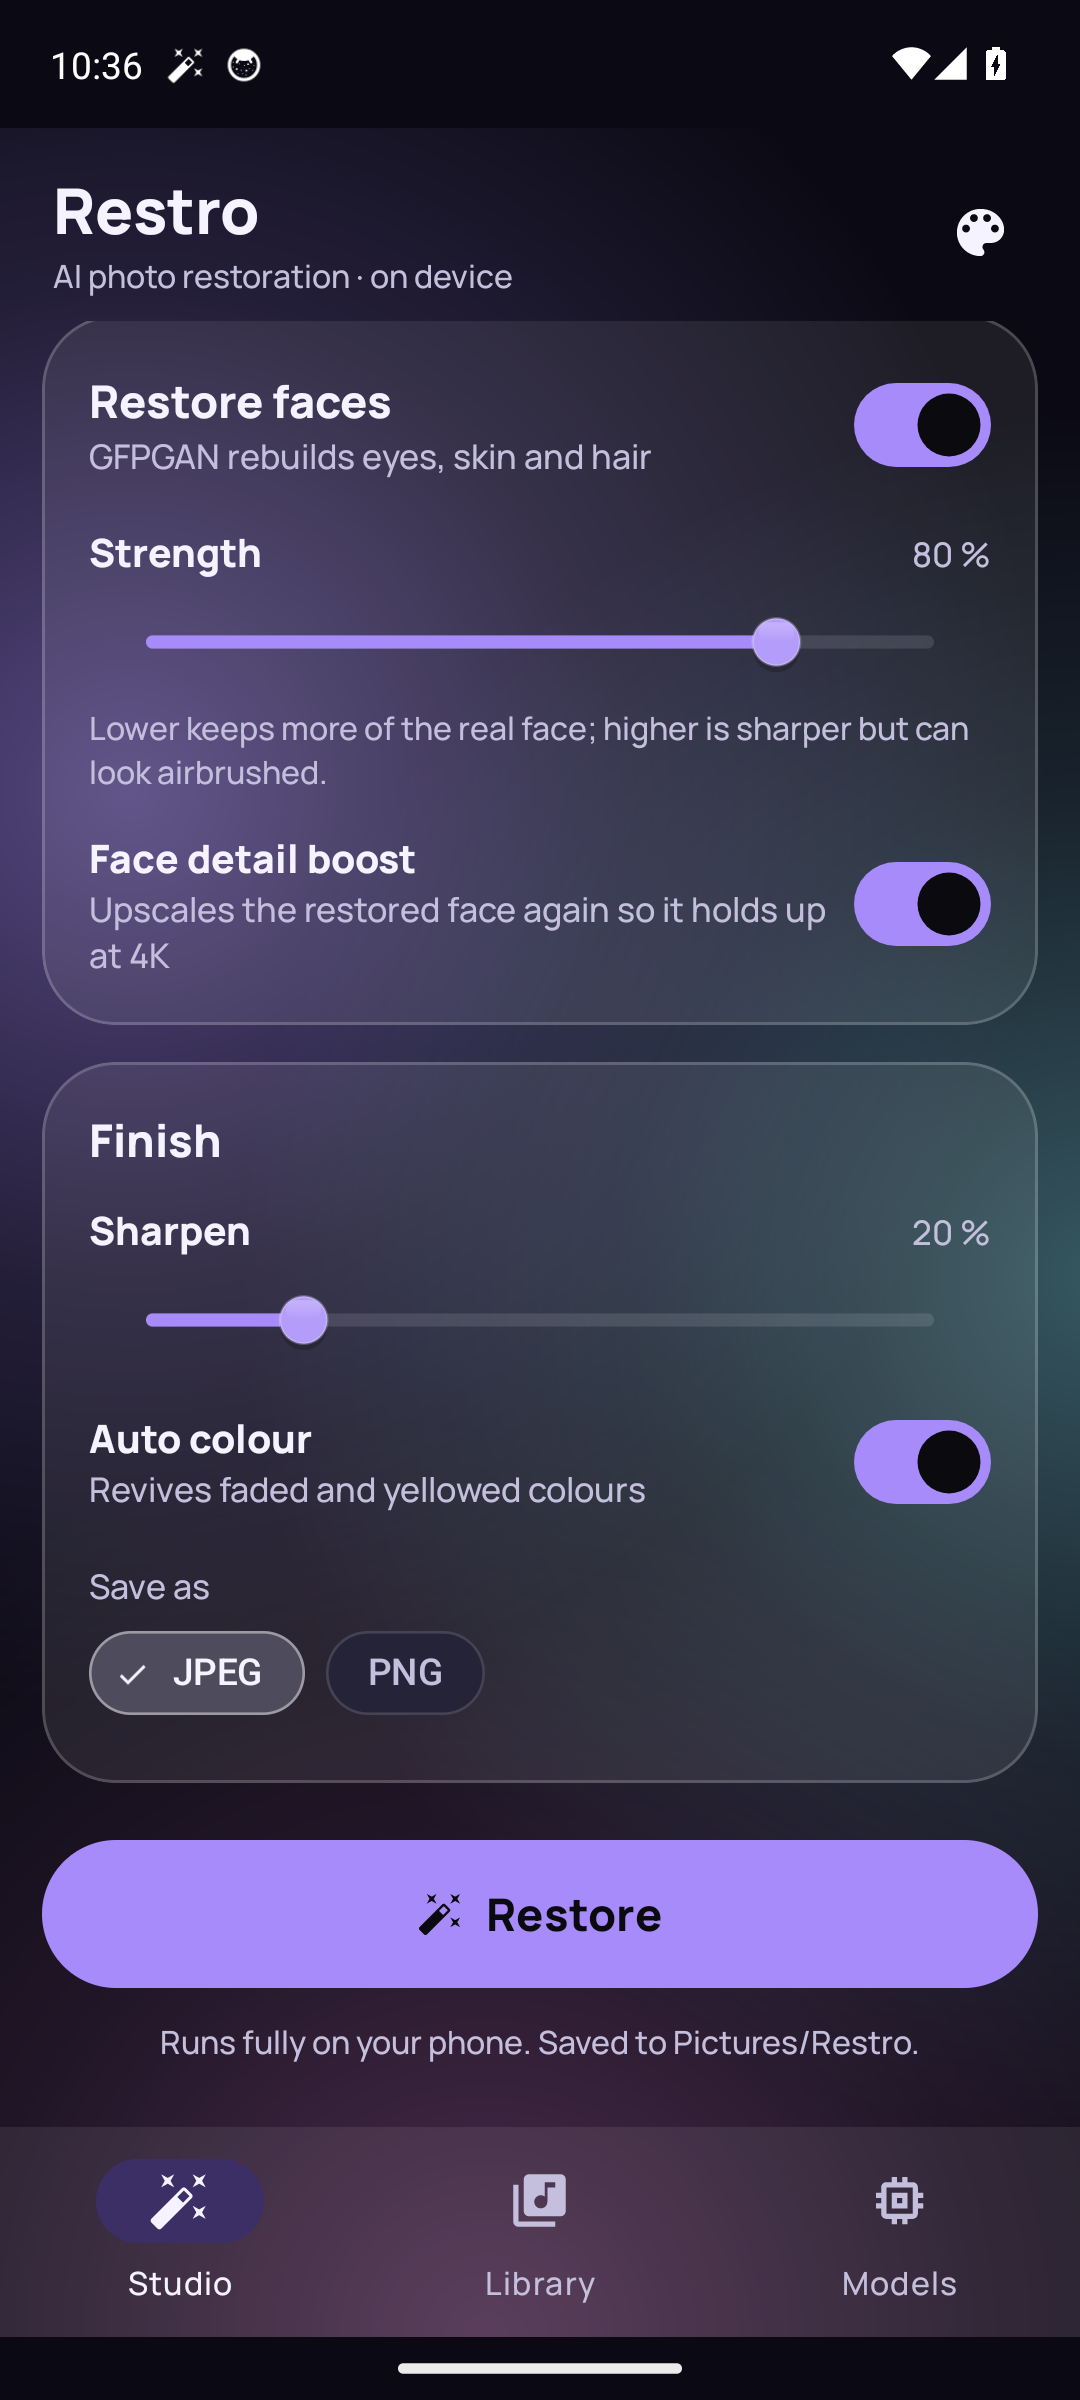 10:36
Restro
AI photo restoration · on device
Restore faces
GFPGAN rebuilds eyes, skin and hair
Strength
80 %
Lower keeps more of the real face; higher is sharper but can
look airbrushed.
Face detail boost
Upscales the restored face again so it holds up
at 4K
Finish
Sharpen
20 %
Auto colour
Revives faded and yellowed colours
Save as
JPEG
PNG
Restore
Runs fully on your phone. Saved to Pictures/Restro.
Studio
Library
Models